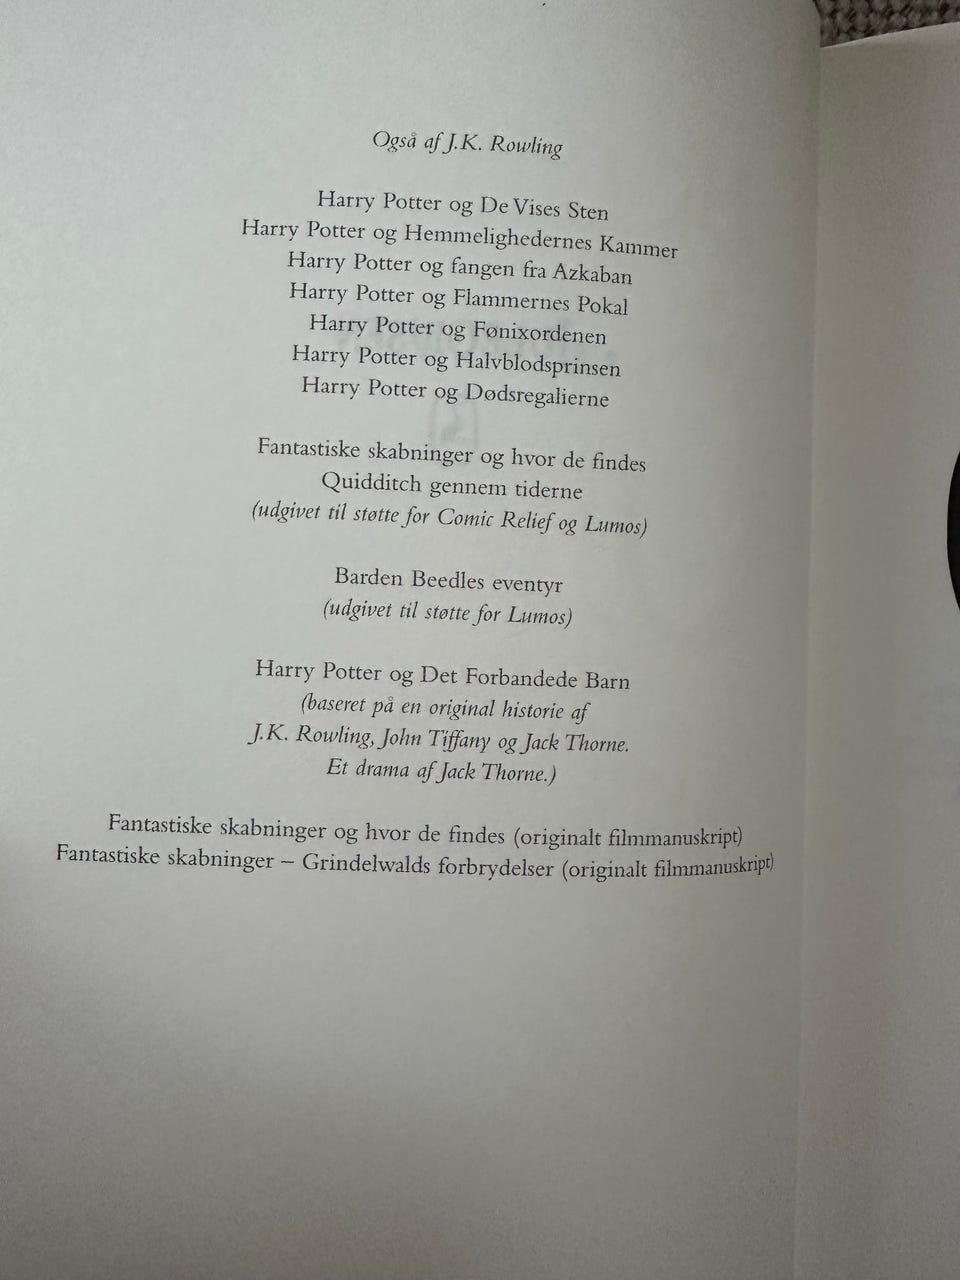 Også af J.K. Rowling
Harry Potter og De Vises Sten
Harry Potter og Hemmelighedernes Kammer
Harry Potter og fangen fra Azkaban
Harry Potter og Flammernes Pokal
Harry Potter og Fønixordenen
Harry Potter og Halvblodsprinsen
Harry Potter og Dødsregalierne
Fantastiske skabninger og hvor de findes
Quidditch gennem tiderne
(udgivet til støtte for Comic Relief og Lumos)
Barden Beedles eventyr
(udgivet til støtte for Lumos)
Harry Potter og Det Forbandede Barn
(baseret på en original historie af
J.K. Rowling, John Tiffany og Jack Thorne.
Et drama af Jack Thorne.)
Fantastiske skabninger og hvor de findes (originalt filmmanuskript)
Fantastiske skabninger – Grindelwalds forbrydelser (originalt filmmanuskript)